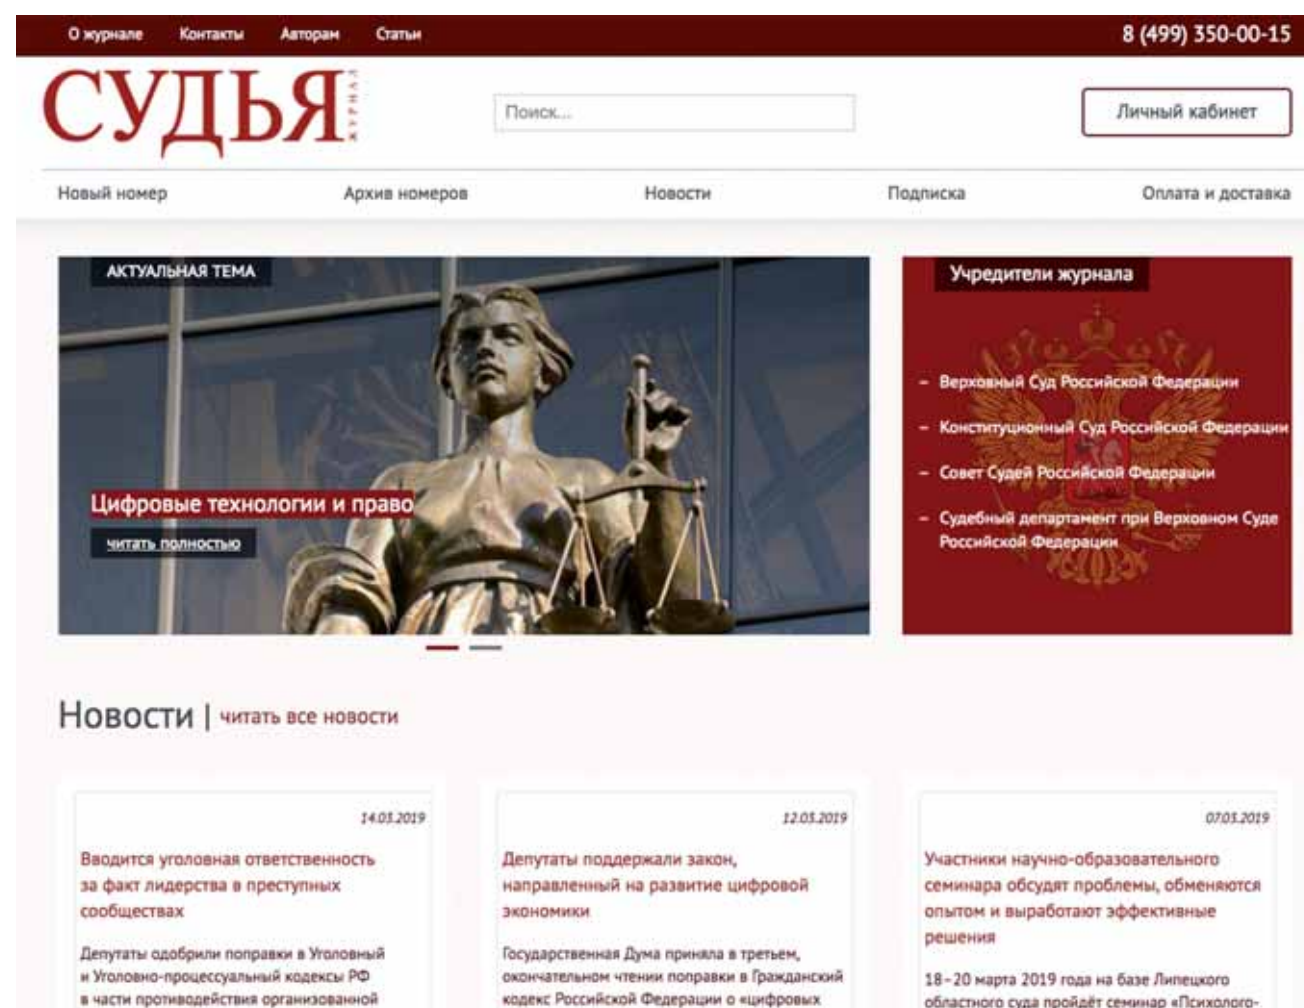 О журнале Контакты Авторам Статьи 8 (499) 350-00-15
СУДЬЯ
ЖУРНАЛ
Поиск...
Личный кабинет
Новый номер Архив номеров Новости Подписка Оплата и доставка
АКТУАЛЬНАЯ ТЕМА
Цифровые технологии и право
читать полностью
Учредители журнала
– Верховный Суд Российской Федерации
– Конституционный Суд Российской Федерации
– Совет Судей Российской Федерации
– Судебный департамент при Верховном Суде
Российской Федерации
Новости | читать все новости
14.03.2019
Вводится уголовная ответственность
за факт лидерства в преступных
сообществах
Депутаты одобрили поправки в Уголовный
и Уголовно-процессуальный кодексы РФ
в части противодействия организованной
12.03.2019
Депутаты поддержали закон,
направленный на развитие цифровой
экономики
Государственная Дума приняла в третьем,
окончательном чтении поправки в Гражданский
кодекс Российской Федерации о «цифровых
07.03.2019
Участники научно-образовательного
семинара обсудят проблемы, обменяются
опытом и выработают эффективные
решения
18–20 марта 2019 года на базе Липецкого
областного суда пройдёт семинар «Психолого-